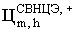 Ц СВНЦЭ, +
m, h